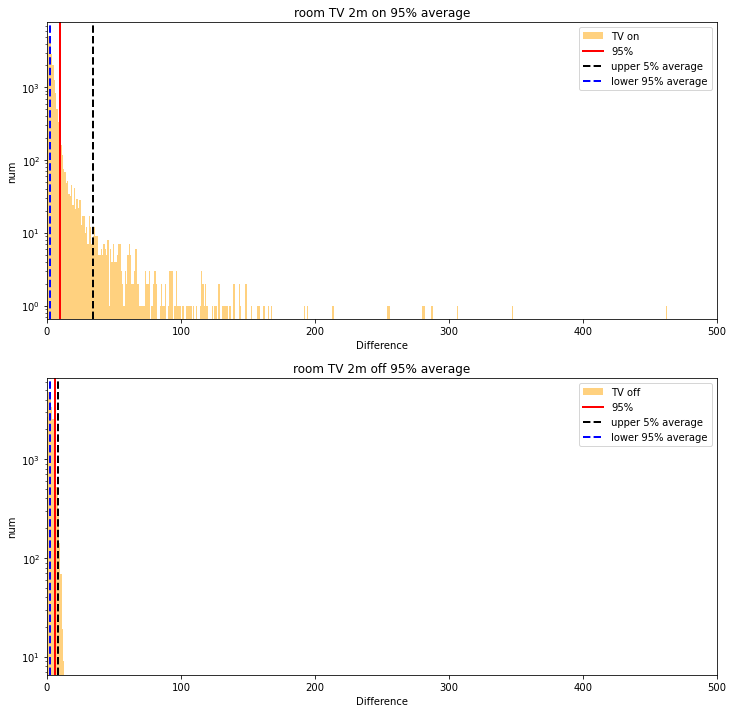 room TV 2m on 95% average
TV on
95%
upper 5% average
lower 95% average
10³
10²
10¹
10⁰
num
0 100 200 300 400 500
Difference
room TV 2m off 95% average
TV off
95%
upper 5% average
lower 95% average
10³
10²
10¹
num
0 100 200 300 400 500
Difference